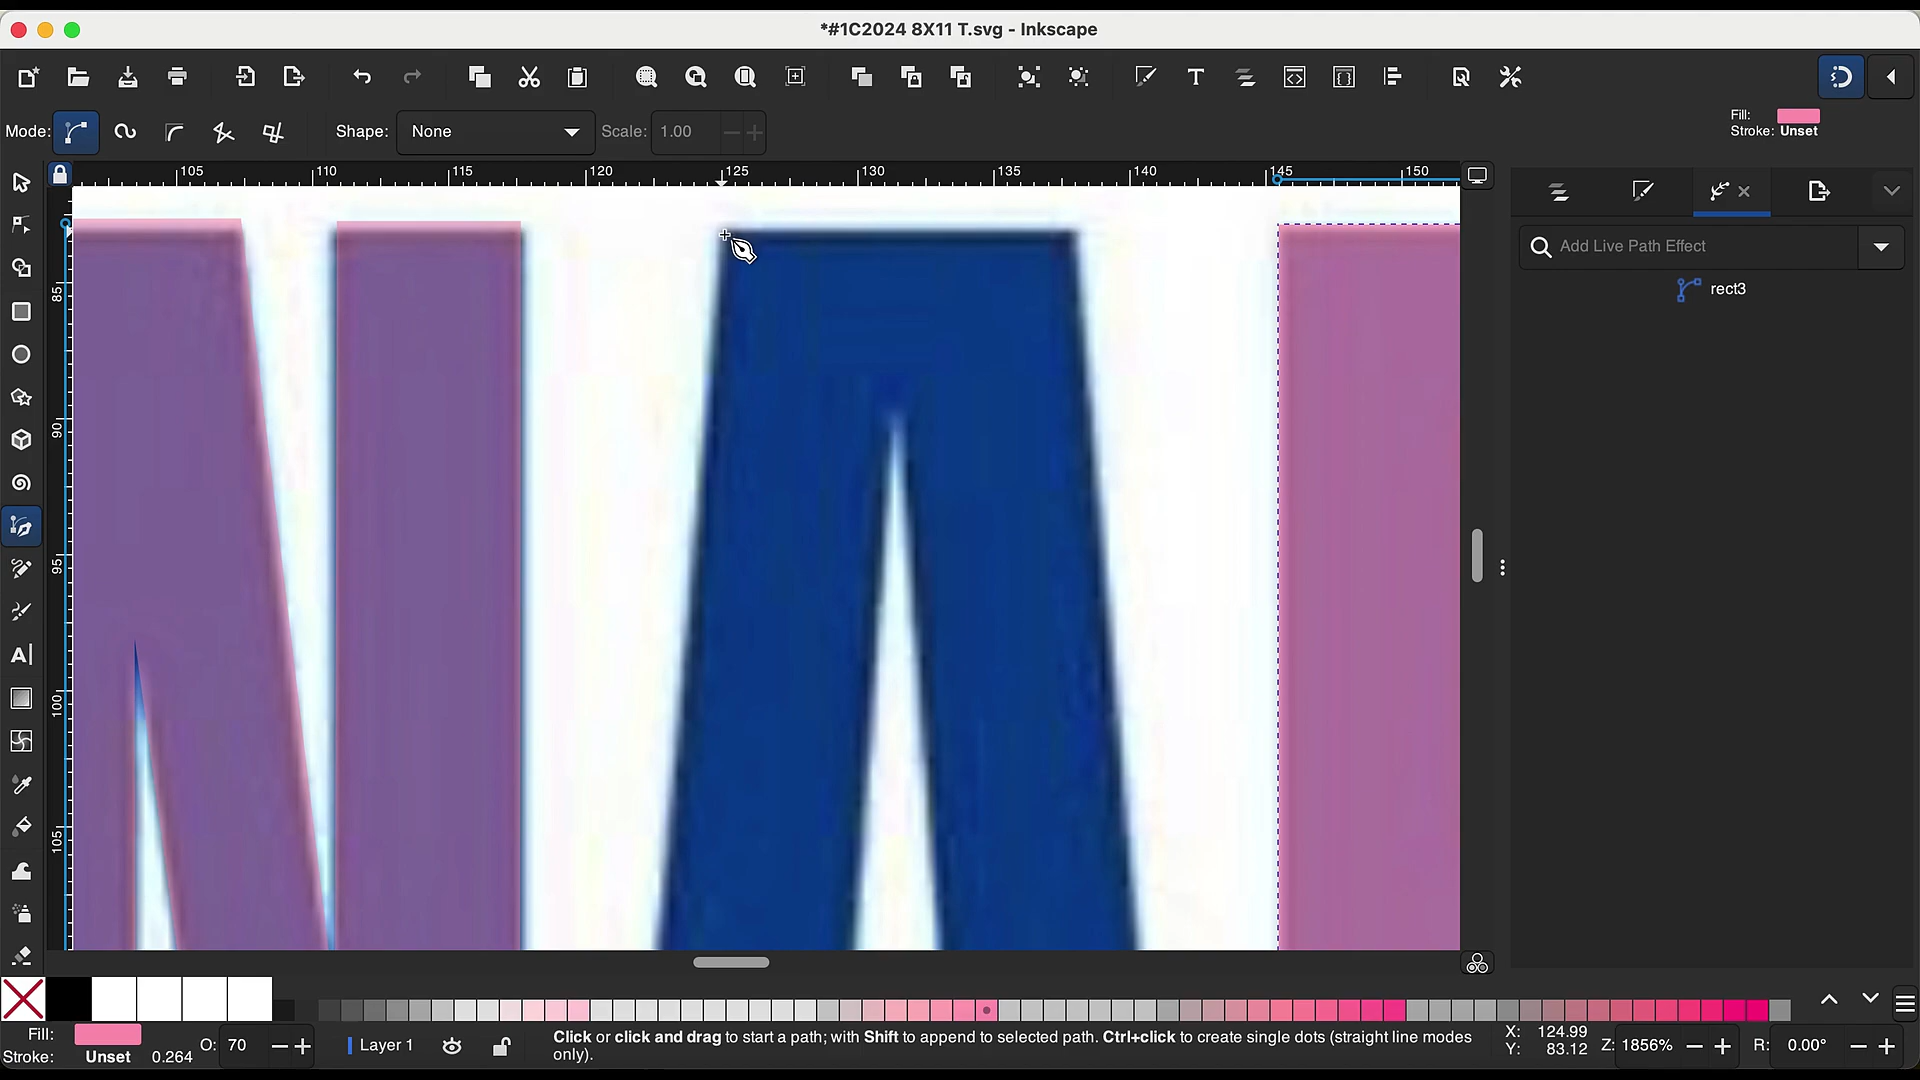 *#1C2024 8X11 T.svg - Inkscape
Mode: Shape: None Scale: 1.00
Fill:
Stroke: Unset
105 110 115 120 125 130 135 140 145 150
85
90
95
100
105
Add Live Path Effect
rect3
Fill:
Stroke: Unset 0.264 O: 70
Layer 1
Click or click and drag to start a path; with Shift to append to selected path. Ctrl+click to create single dots (straight line modes
only).
X: 124.99
Y: 83.12
Z: 1856%
R: 0.00°